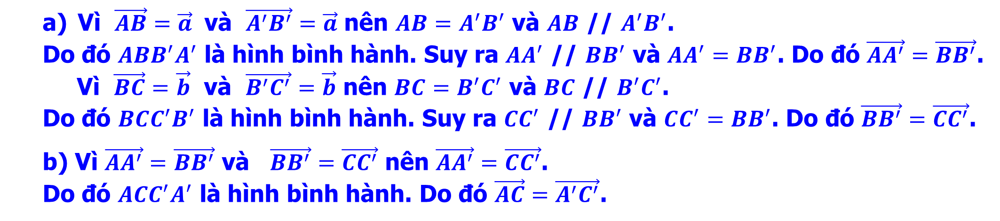 a) Vì $\overrightarrow{AB} = \vec{a}$ và $\overrightarrow{A'B'} = \vec{a}$ nên $AB = A'B'$ và $AB$ // $A'B'$.
Do đó $ABB'A'$ là hình bình hành. Suy ra $AA'$ // $BB'$ và $AA' = BB'$. Do đó $\overrightarrow{AA'} = \overrightarrow{BB'}$.
Vì $\overrightarrow{BC} = \vec{b}$ và $\overrightarrow{B'C'} = \vec{b}$ nên $BC = B'C'$ và $BC$ // $B'C'$.
Do đó $BCC'B'$ là hình bình hành. Suy ra $CC'$ // $BB'$ và $CC' = BB'$. Do đó $\overrightarrow{BB'} = \overrightarrow{CC'}$.
b) Vì $\overrightarrow{AA'} = \overrightarrow{BB'}$ và $\overrightarrow{BB'} = \overrightarrow{CC'}$ nên $\overrightarrow{AA'} = \overrightarrow{CC'}$.
Do đó $ACC'A'$ là hình bình hành. Do đó $\overrightarrow{AC} = \overrightarrow{A'C'}$.